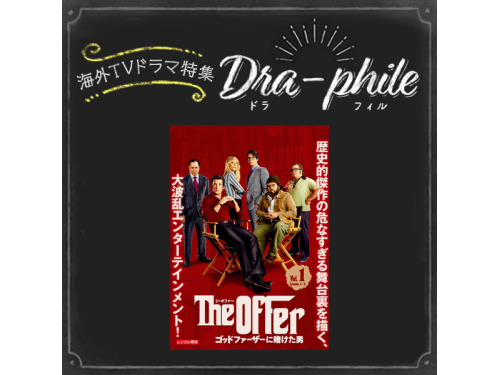 海外TVドラマ特集
Dra-phile
ドラ フィル
歴史的傑作の危なすぎる舞台裏を描く、
大波乱エンターテインメント!
Vol.1
ジ・オファー
The Offer
ゴッドファーザーに賭けた男
レンタル専用